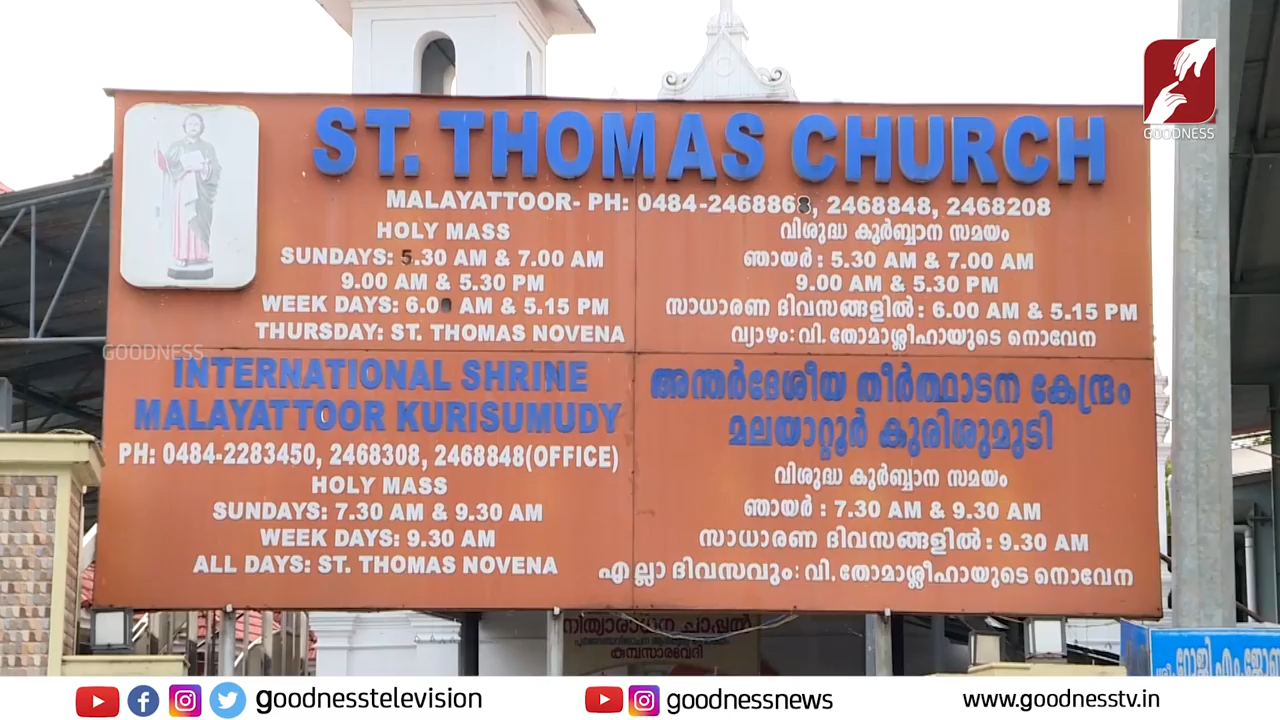 GOODNESS
ST. THOMAS CHURCH
MALAYATTOOR- PH: 0484-2468868, 2468848, 2468208
HOLY MASS
SUNDAYS: 5.30 AM & 7.00 AM
9.00 AM & 5.30 PM
WEEK DAYS: 6.00 AM & 5.15 PM
THURSDAY: ST. THOMAS NOVENA
വിശുദ്ധ കുർബ്ബാന സമയം
ഞായർ : 5.30 AM & 7.00 AM
9.00 AM & 5.30 PM
സാധാരണ ദിവസങ്ങളിൽ : 6.00 AM & 5.15 PM
വ്യാഴം: വി. തോമാശ്ലീഹായുടെ നൊവേന
GOODNESS
INTERNATIONAL SHRINE
MALAYATTOOR KURISUMUDY
PH: 0484-2283450, 2468308, 2468848(OFFICE)
HOLY MASS
SUNDAYS: 7.30 AM & 9.30 AM
WEEK DAYS: 9.30 AM
ALL DAYS: ST. THOMAS NOVENA
അന്തർദേശീയ തീർത്ഥാടന കേന്ദ്രം
മലയാറ്റൂർ കുരിശുമുടി
വിശുദ്ധ കുർബ്ബാന സമയം
ഞായർ : 7.30 AM & 9.30 AM
സാധാരണ ദിവസങ്ങളിൽ : 9.30 AM
എല്ലാ ദിവസവും: വി. തോമാശ്ലീഹായുടെ നൊവേന
നിത്യാരാധന ചാപ്പൽ
കുമ്പസാരവേദി
goodnesstelevision
goodnessnews
www.goodnesstv.in